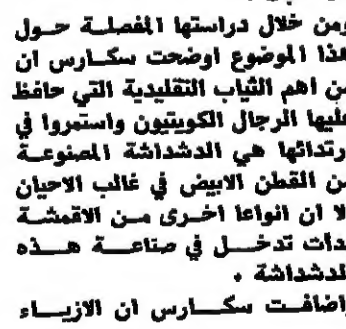 ومن خلال دراستها المفصلة حول
هذا الموضوع اوضحت سكارس ان
من اهم الثياب التقليدية التي حافظ
عليها الرجال الكويتيون واستمروا في
ارتدائها هي الدشداشة المصنوعة
من القطن الابيض في غالب الاحيان
الا ان انواعا اخرى من الاقمشة
بدأت تدخل في صناعة هذه
الدشداشة .
واضافت سكارس ان الازياء